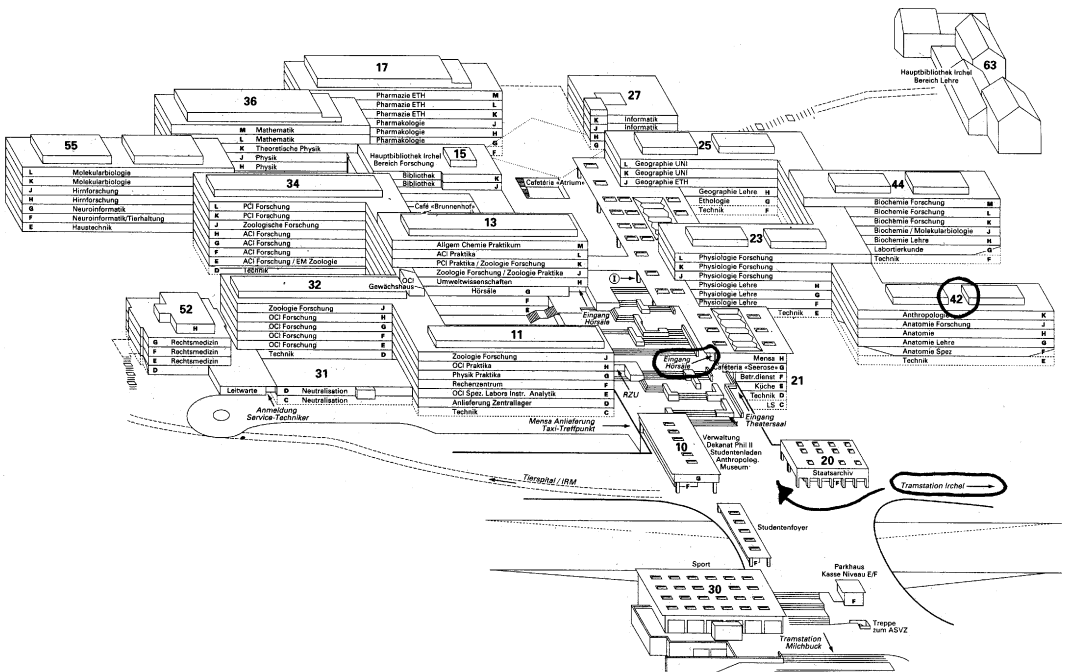 17
Pharmazie ETH M
Pharmazie ETH L
Pharmazie ETH K
Pharmakologie J
Pharmakologie H
Pharmakologie G
F
36
M Mathematik
L Mathematik
K Theoretische Physik
J Physik
H Physik
55
L Molekularbiologie
K Molekularbiologie
J Hirnforschung
H Hirnforschung
G Neuroinformatik
F Neuroinformatik/Tierhaltung
E Haustechnik
Hauptbibliothek Irchel
Bereich Forschung
15
Bibliothek K
Bibliothek J
27
K Informatik
J Informatik
H
G
63
Hauptbibliothek Irchel
Bereich Lehre
25
L Geographie UNI
K Geographie UNI
J Geographie ETH
Geographie Lehre H
Ethologie G
Technik F
Cafetéria «Atrium»
44
Biochemie Forschung M
Biochemie Forschung L
Biochemie Forschung K
Biochemie / Molekularbiologie J
Biochemie Lehre H
Labortierkunde G
Technik F
34
L PCI Forschung
K PCI Forschung
J Zoologische Forschung
H ACI Forschung
G ACI Forschung
F ACI Forschung
E ACI Forschung / EM Zoologie
D Technik
Café «Brunnenhof»
13
Allgem Chemie Praktikum M
ACI Praktika L
PCI Praktika / Zoologie Forschung K
Zoologie Forschung / Zoologie Praktika J
Umweltwissenschaften H
Hörsäle G
F
E
OCI
Gewächshaus
23
L Physiologie Forschung
K Physiologie Forschung
J Physiologie Forschung
Physiologie Lehre H
Physiologie Lehre G
Physiologie Lehre F
Technik E
i
Eingang
Hörsäle
42
Anthropologie K
Anatomie Forschung J
Anatomie H
Anatomie Lehre G
Anatomie Spez F
Technik E
52
H
G Rechtsmedizin
F Rechtsmedizin
E Rechtsmedizin
D
32
Zoologie Forschung J
OCI Forschung H
OCI Forschung G
OCI Forschung F
OCI Forschung E
Technik D
11
Zoologie Forschung J
OCI Praktika H
Physik Praktika G
Rechenzentrum F
OCI Spez. Labors Instr. Analytik E
Anlieferung Zentrallager D
Technik C
Eingang
Hörsäle
Mensa H
Cafeteria «Seerose» G
Betr.dienst F
Küche E
Technik D
LS C
21
31
Leitwarte
D Neutralisation
C Neutralisation
Anmeldung
Service-Techniker
RZU
Mensa Anlieferung
Taxi-Treffpunkt
Eingang
Theatersaal
10
G
F
Verwaltung
Dekanat Phil II
Studentenladen
Anthropoleg.
Museum
20
Staatsarchiv
F
Tramstation Irchel
Tierspital / IRM
Studentenfoyer
F
Sport
30
Parkhaus
Kasse Niveau E/F
F
Treppe
zum ASVZ
Tramstation
Milchbuck